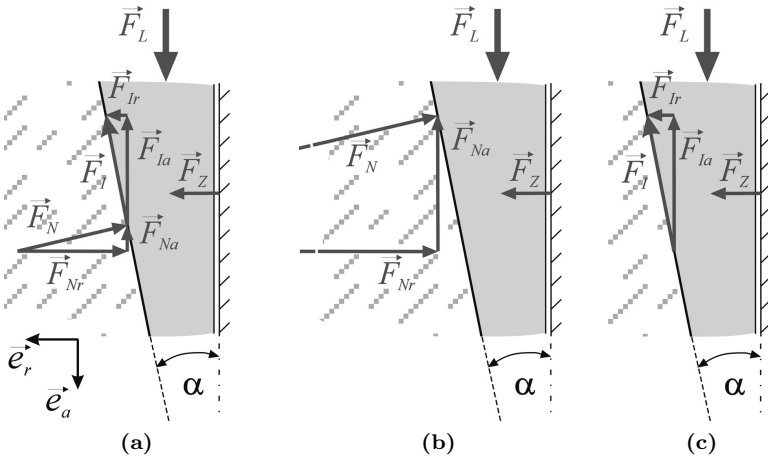 F_L
F_Ir
F_Ia
F_I
F_Z
F_N
F_Na
F_Nr
e_r
e_a
α
(a)
F_L
F_N
F_Na
F_Z
F_Nr
α
(b)
F_L
F_Ir
F_Ia
F_I
F_Z
α
(c)